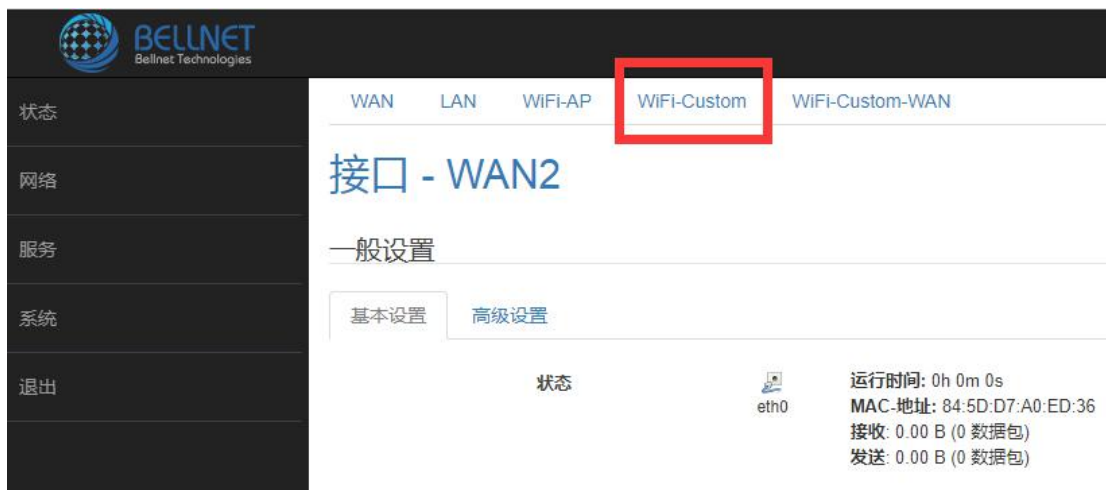 BELLNET
Bellnet Technologies
状态
网络
服务
系统
退出
WAN LAN WiFi-AP WiFi-Custom WiFi-Custom-WAN
接口 - WAN2
一般设置
基本设置 高级设置
状态
eth0
运行时间: 0h 0m 0s
MAC-地址: 84:5D:D7:A0:ED:36
接收: 0.00 B (0 数据包)
发送: 0.00 B (0 数据包)